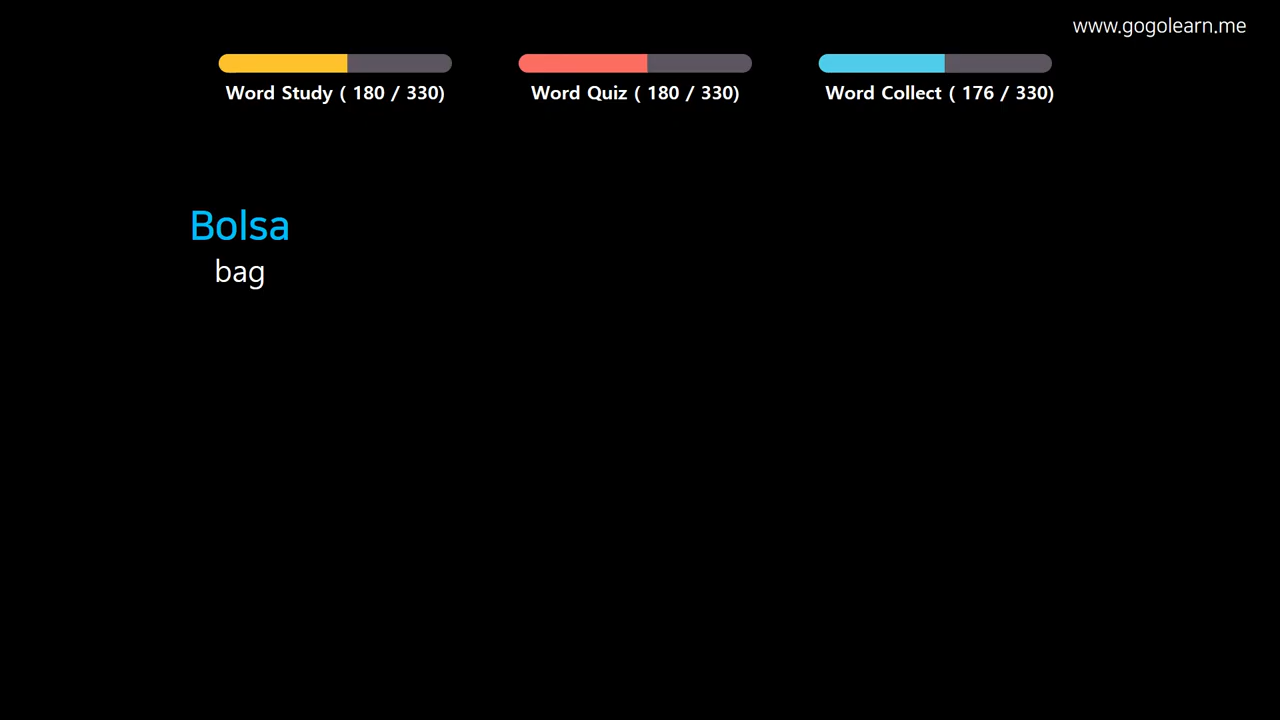 www.gogolearn.me
Word Study ( 180 / 330)
Word Quiz ( 180 / 330)
Word Collect ( 176 / 330)
Bolsa
bag